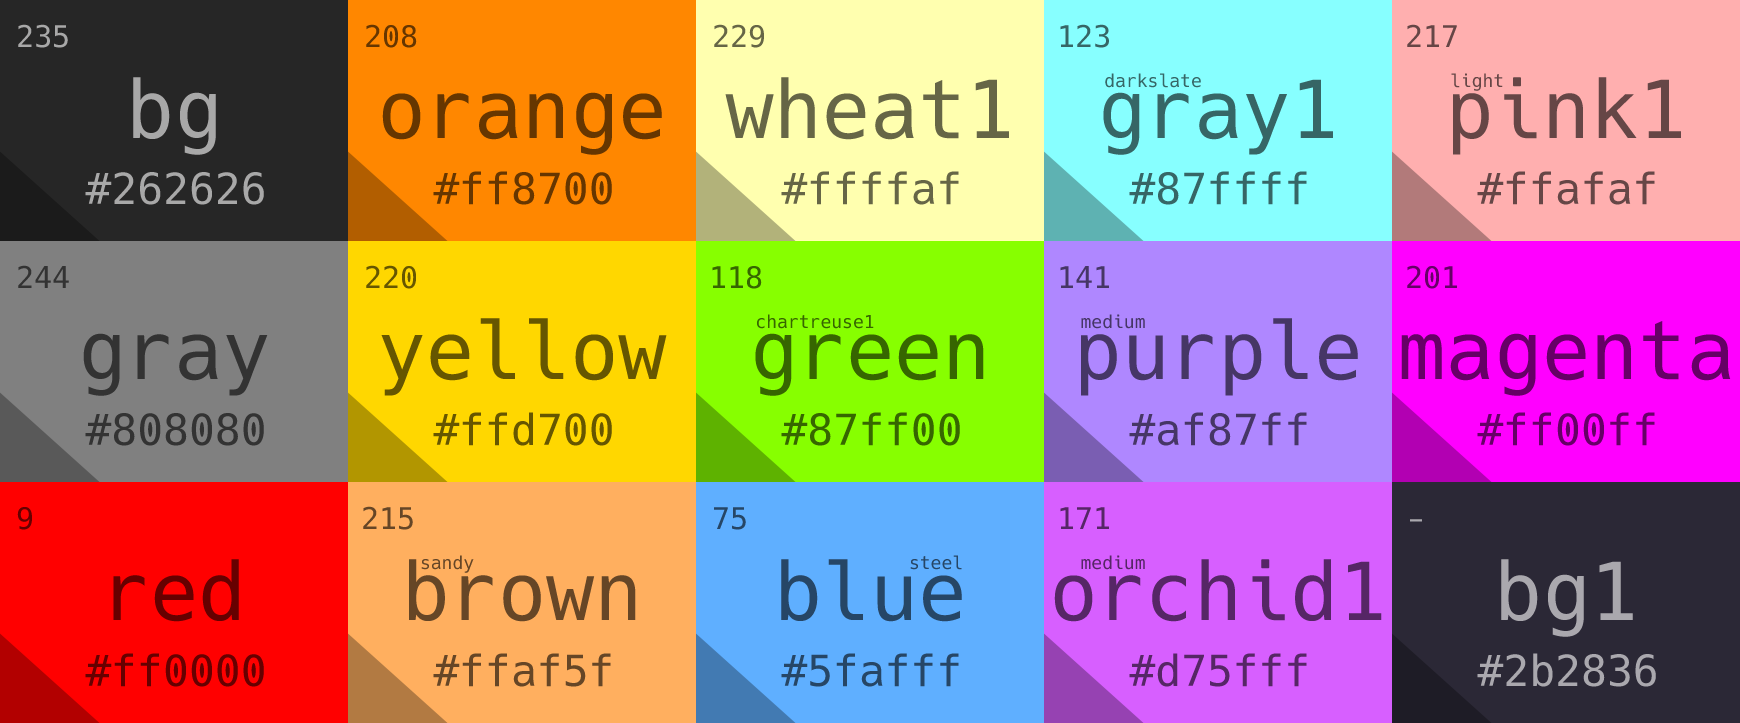 235
bg
#262626
208
orange
#ff8700
229
wheat1
#ffffaf
123
darkslate
gray1
#87ffff
217
light
pink1
#ffafaf
244
gray
#808080
220
yellow
#ffd700
118
chartreuse1
green
#87ff00
141
medium
purple
#af87ff
201
magenta
#ff00ff
9
red
#ff0000
215
sandy
brown
#ffaf5f
75
steel
blue
#5fafff
171
medium
orchid1
#d75fff
–
bg1
#2b2836